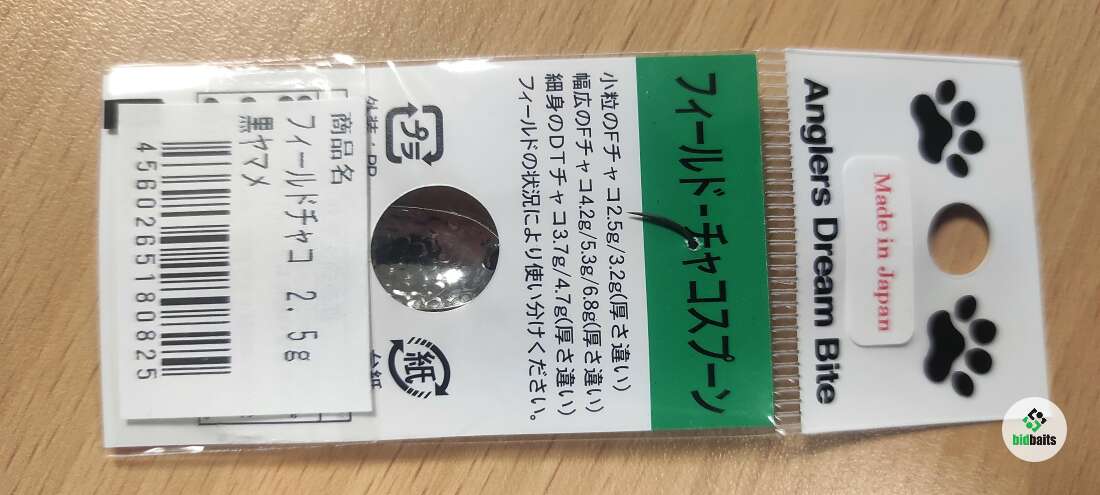 Anglers Dream Bite
Made in Japan
フィールド-チャコスプーン
小粒のFチャコ2.5g/3.2g(厚さ違い)
幅広のFチャコ4.2g/5.3g/6.8g(厚さ違い)
細身のDTチャコ3.7g/4.7g(厚さ違い)
フィールドの状況により使い分けください。
プラ
紙
外装:PP
台紙
商品名
フィールドチャコ 2.5g
黒ヤマメ
4560265180825
bidbaits